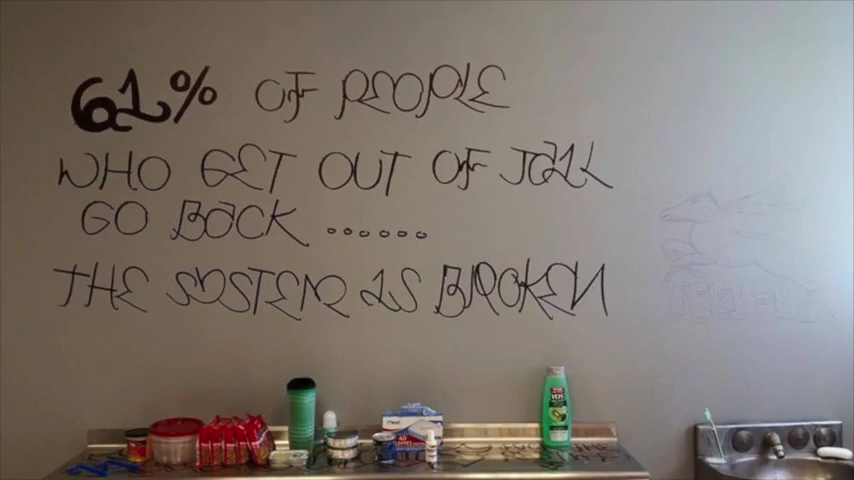 61% OF PEOPLE
WHO GET OUT OF JAIL
GO BACK ......
THE SYSTEM IS BROKEN